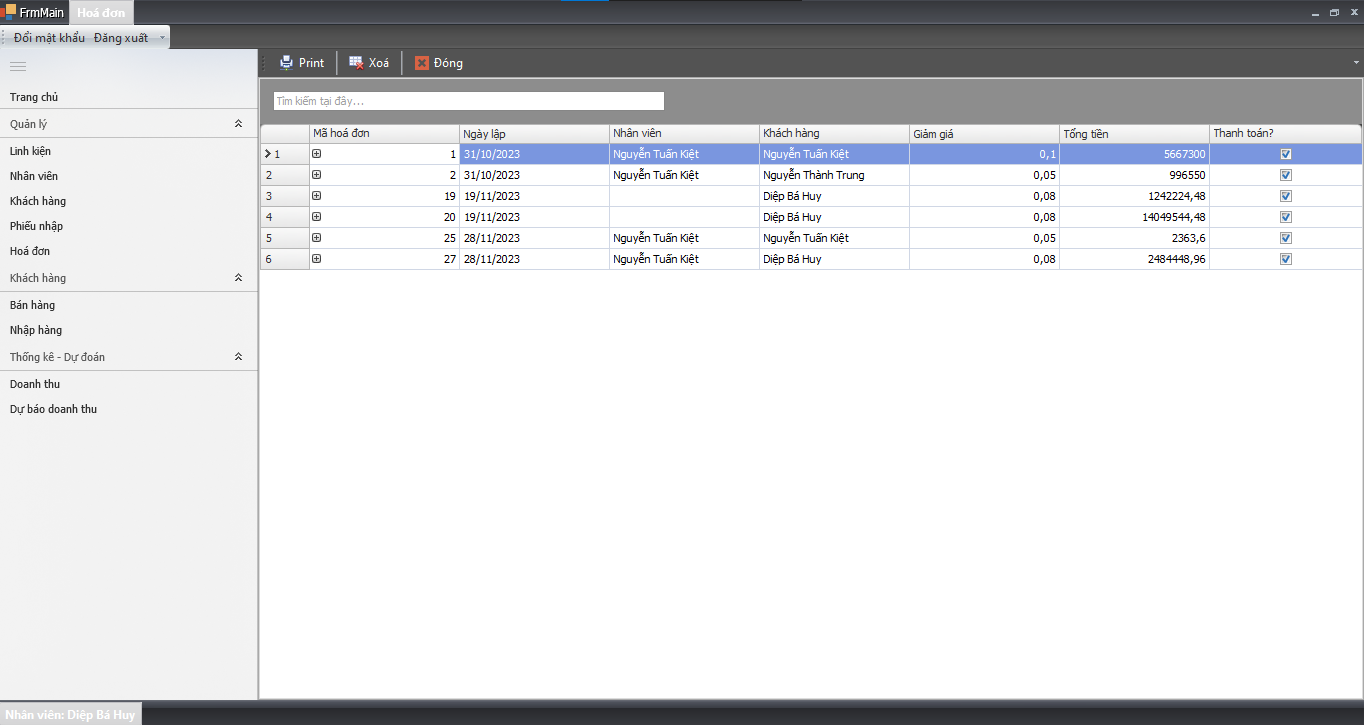 FrmMain Hoá đơn
Đổi mật khẩu Đăng xuất
Print Xoá Đóng
Trang chủ
Quản lý
Linh kiện
Nhân viên
Khách hàng
Phiếu nhập
Hoá đơn
Khách hàng
Bán hàng
Nhập hàng
Thống kê - Dự đoán
Doanh thu
Dự báo doanh thu
Tìm kiếm tại đây...
Mã hoá đơn Ngày lập Nhân viên Khách hàng Giảm giá Tổng tiền Thanh toán?
1 1 31/10/2023 Nguyễn Tuấn Kiệt Nguyễn Tuấn Kiệt 0,1 5667300
2 2 31/10/2023 Nguyễn Tuấn Kiệt Nguyễn Thành Trung 0,05 996550
3 19 19/11/2023 Diệp Bá Huy 0,08 1242224,48
4 20 19/11/2023 Diệp Bá Huy 0,08 14049544,48
5 25 28/11/2023 Nguyễn Tuấn Kiệt Nguyễn Tuấn Kiệt 0,05 2363,6
6 27 28/11/2023 Nguyễn Tuấn Kiệt Diệp Bá Huy 0,08 2484448,96
Nhân viên: Diệp Bá Huy